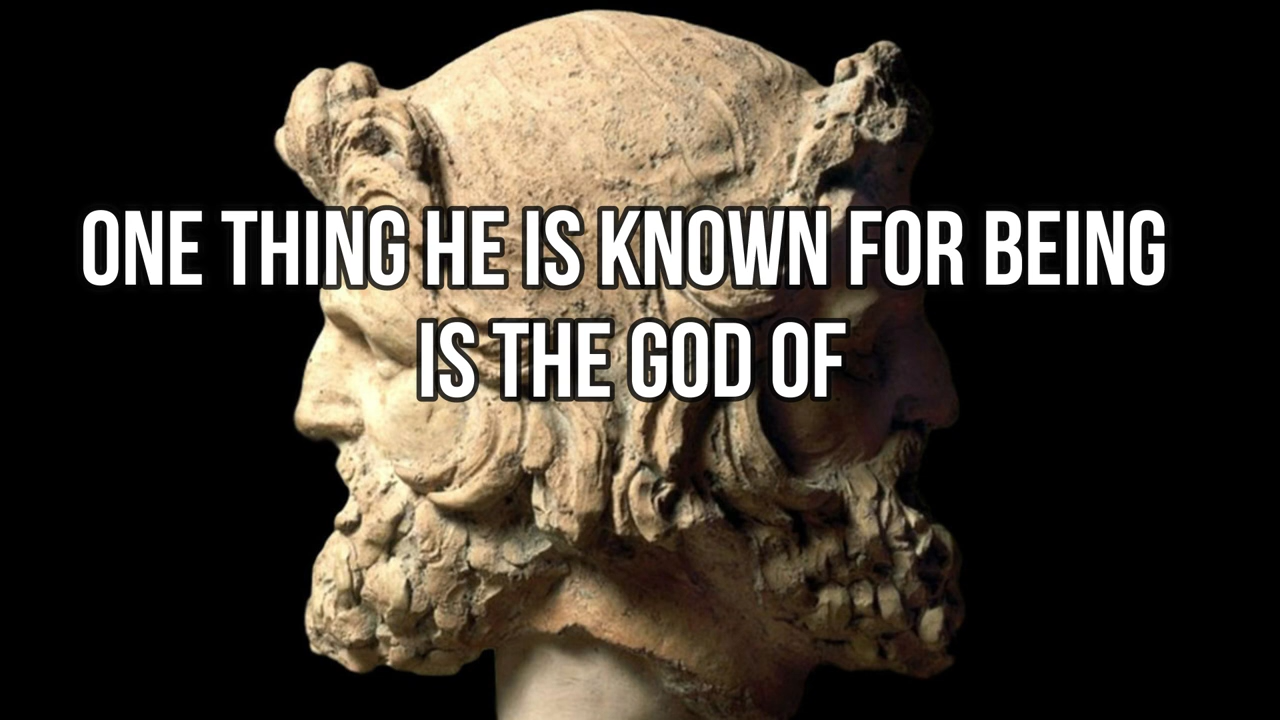 ONE THING HE IS KNOWN FOR BEING
IS THE GOD OF